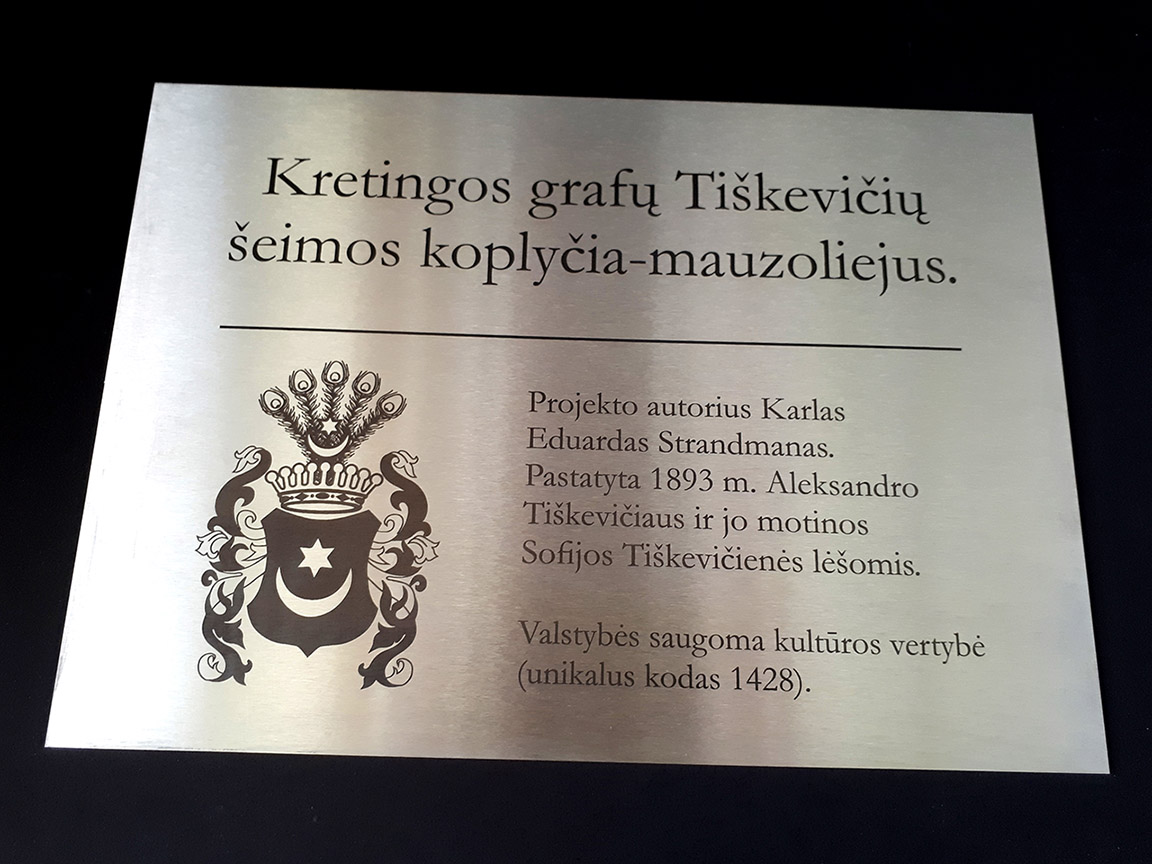 Kretingos grafų Tiškevičių
šeimos koplyčia-mauzoliejus.
Projekto autorius Karlas
Eduardas Strandmanas.
Pastatyta 1893 m. Aleksandro
Tiškevičiaus ir jo motinos
Sofijos Tiškevičienės lėšomis.
Valstybės saugoma kultūros vertybė
(unikalus kodas 1428).